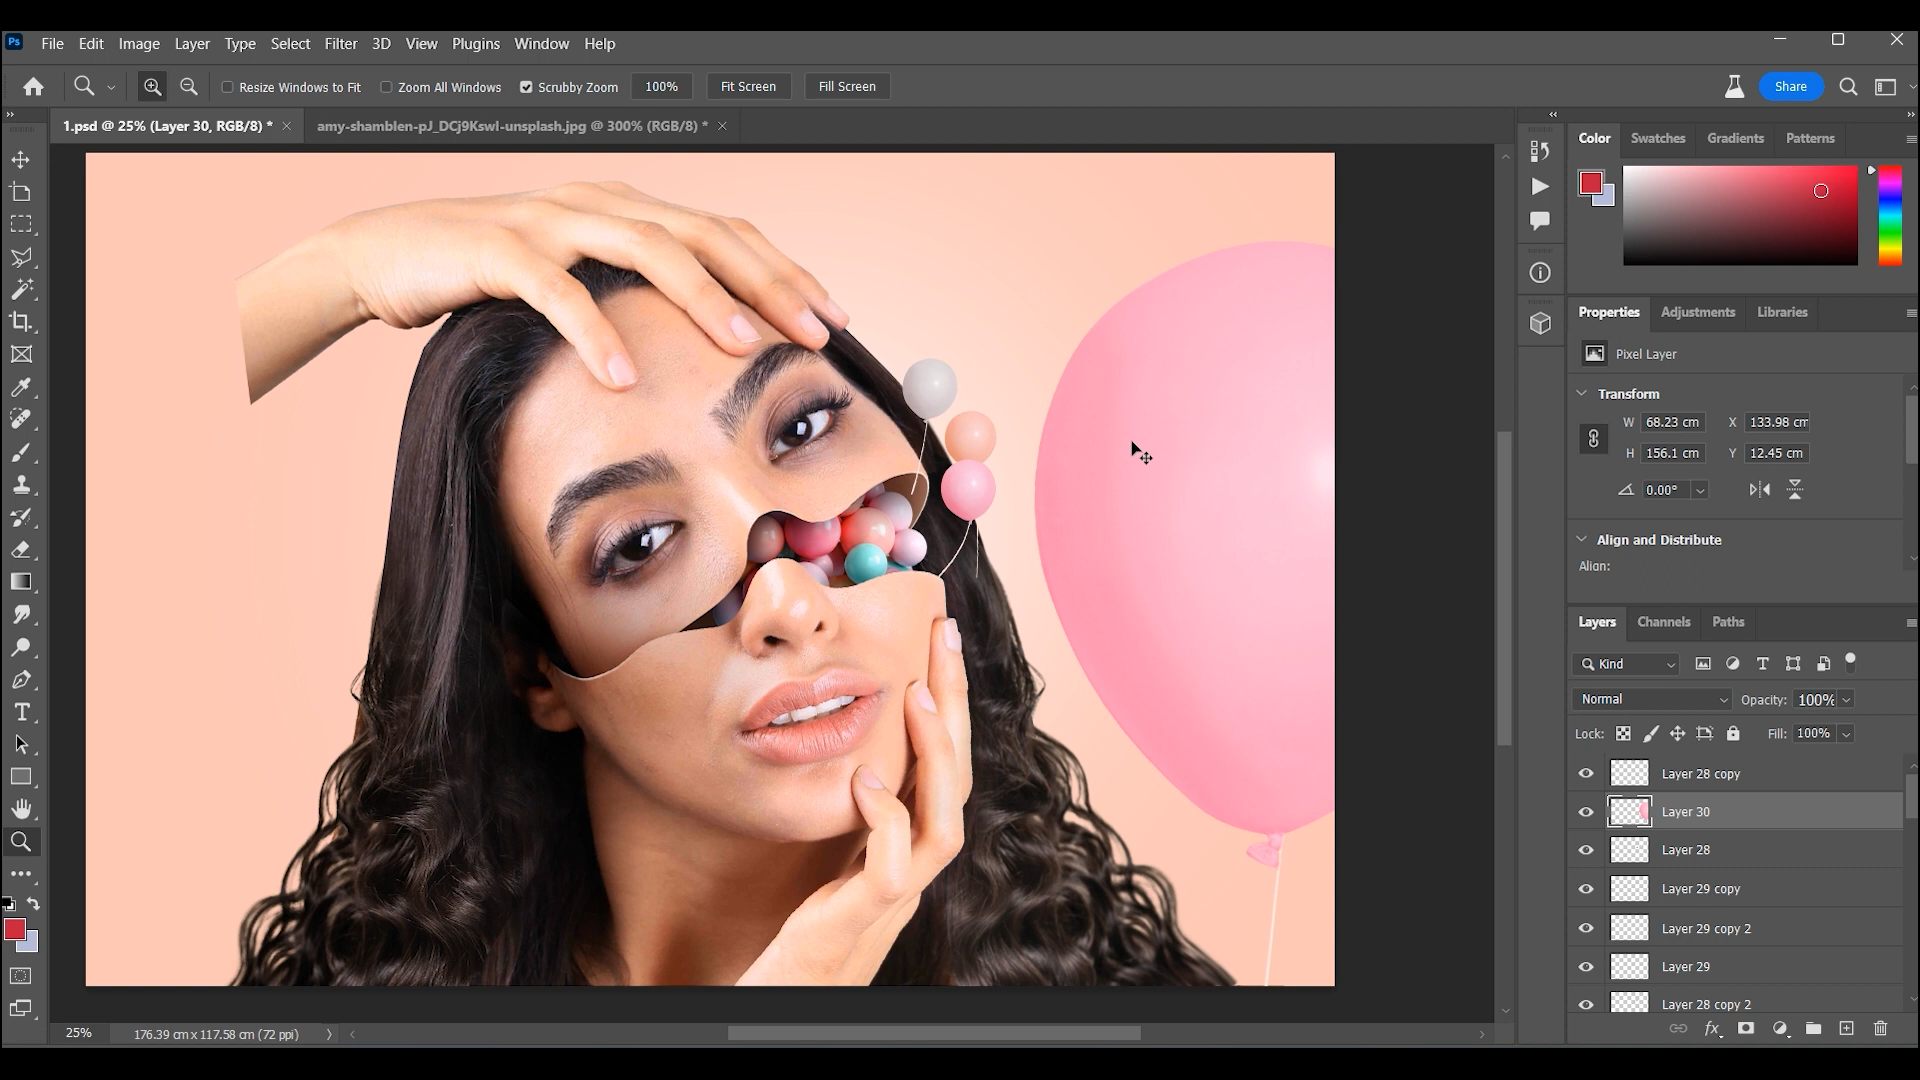 Ps File Edit Image Layer Type Select Filter 3D View Plugins Window Help
Resize Windows to Fit Zoom All Windows Scrubby Zoom 100% Fit Screen Fill Screen Share
1.psd @ 25% (Layer 30, RGB/8) * amy-shamblen-pJ_DCj9KswI-unsplash.jpg @ 300% (RGB/8) *
Color Swatches Gradients Patterns
Properties Adjustments Libraries
Pixel Layer
Transform
W 68.23 cm X 133.98 cm
H 156.1 cm Y 12.45 cm
0.00°
Align and Distribute
Align:
Layers Channels Paths
Kind
Normal Opacity: 100%
Lock: Fill: 100%
Layer 28 copy
Layer 30
Layer 28
Layer 29 copy
Layer 29 copy 2
Layer 29
Layer 28 copy 2
fx
25% 176.39 cm x 117.58 cm (72 ppi)